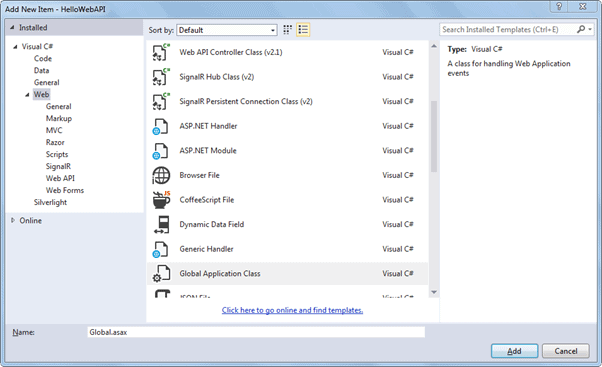 Add New Item - HelloWebAPI
Installed
Sort by: Default
Search Installed Templates (Ctrl+E)
Visual C#
Code
Data
General
Web
General
Markup
MVC
Razor
Scripts
SignalR
Web API
Web Forms
Silverlight
Online
Web API Controller Class (v2.1) Visual C#
SignalR Hub Class (v2) Visual C#
SignalR Persistent Connection Class (v2) Visual C#
ASP.NET Handler Visual C#
ASP.NET Module Visual C#
Browser File Visual C#
CoffeeScript File Visual C#
Dynamic Data Field Visual C#
Generic Handler Visual C#
Global Application Class Visual C#
JSON File Visual C#
Click here to go online and find templates.
Type: Visual C#
A class for handling Web Application
events
Name: Global.asax
Add Cancel